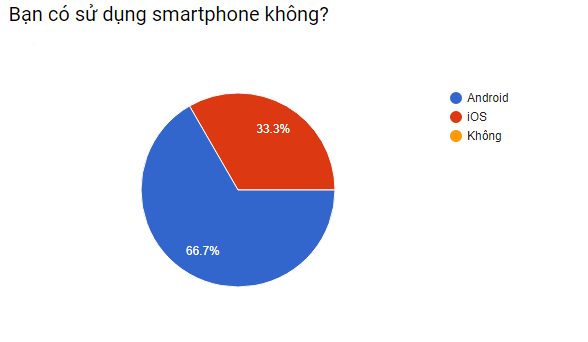 Bạn có sử dụng smartphone không?
Android
iOS
Không
33.3%
66.7%